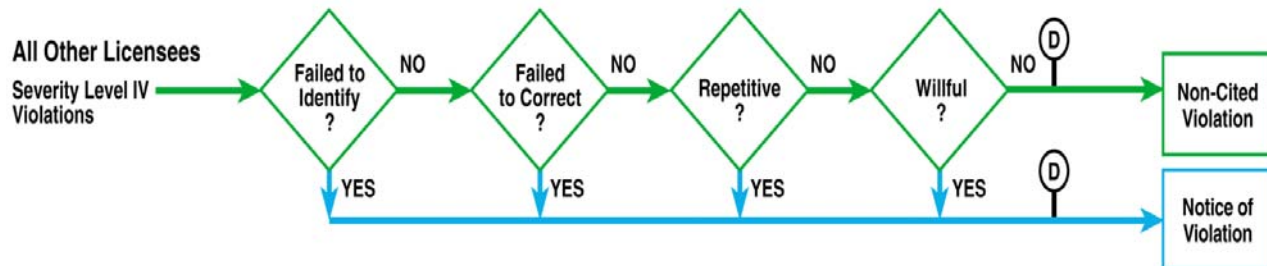 All Other Licensees
Severity Level IV
Violations
Failed to
Identify
?
NO
YES
Failed
to Correct
?
NO
YES
Repetitive
?
NO
YES
Willful
?
NO
YES
D
D
Non-Cited
Violation
Notice of
Violation